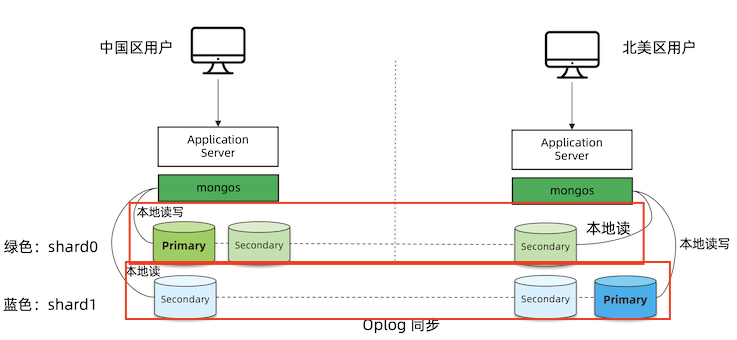 中国区用户
北美区用户
Application
Server
Application
Server
mongos
mongos
本地读写
绿色：shard0
Primary
Secondary
Secondary
本地读
本地读写
本地读
蓝色：shard1
Secondary
Secondary
Primary
Oplog 同步